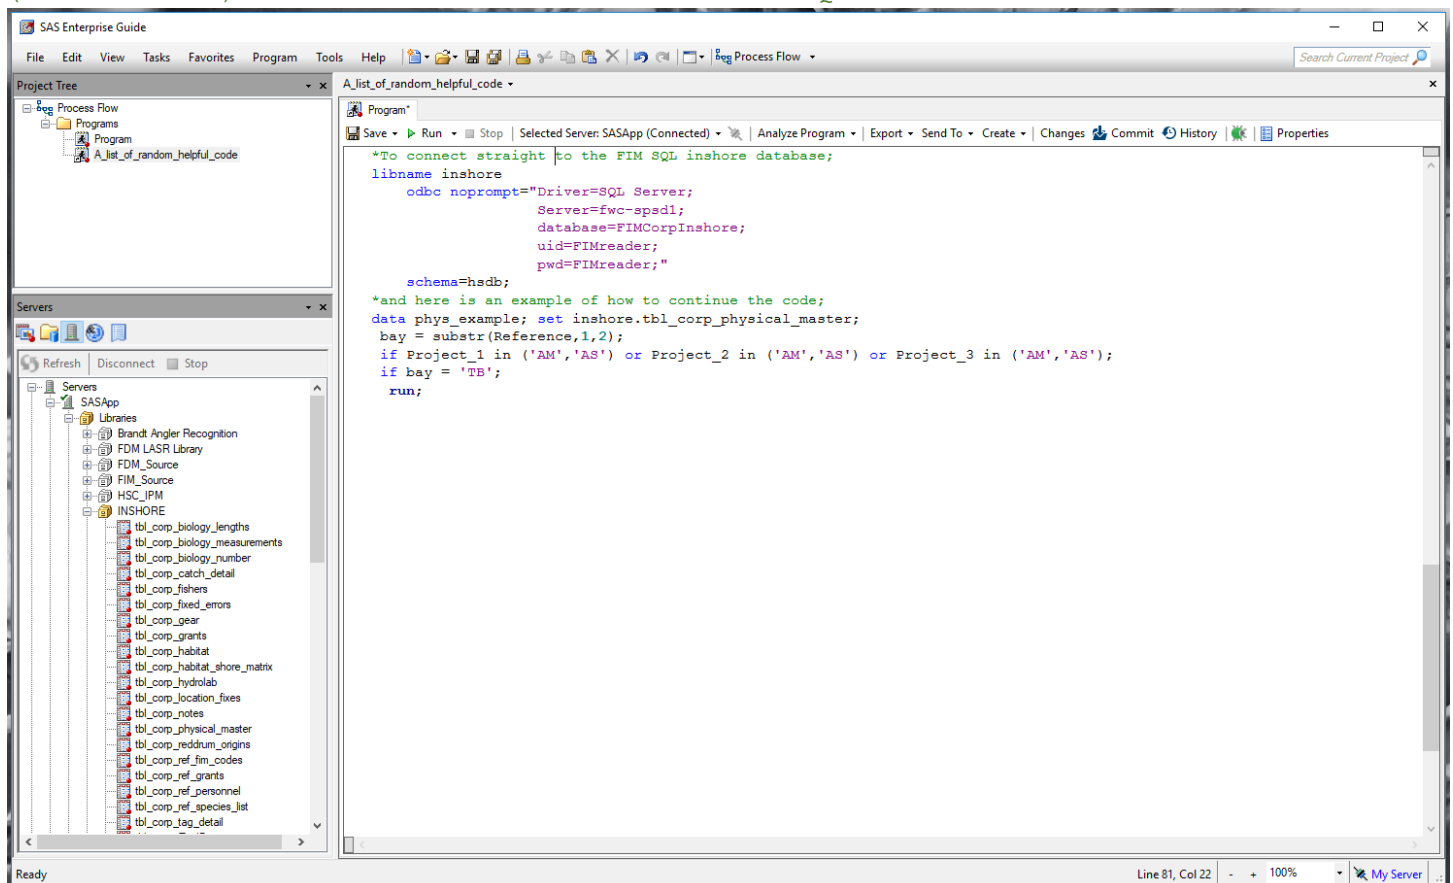 SAS Enterprise Guide
File Edit View Tasks Favorites Program Tools Help Process Flow Search Current Project
Project Tree
Process Flow
Programs
Program
A_list_of_random_helpful_code
Servers
Refresh Disconnect Stop
Servers
SASApp
Libraries
Brandt Angler Recognition
FDM LASR Library
FDM_Source
FIM_Source
HSC_IPM
INSHORE
tbl_corp_biology_lengths
tbl_corp_biology_measurements
tbl_corp_biology_number
tbl_corp_catch_detail
tbl_corp_fishers
tbl_corp_fixed_errors
tbl_corp_gear
tbl_corp_grants
tbl_corp_habitat
tbl_corp_habitat_shore_matrix
tbl_corp_hydrolab
tbl_corp_location_fixes
tbl_corp_notes
tbl_corp_physical_master
tbl_corp_reddrum_origins
tbl_corp_ref_fim_codes
tbl_corp_ref_grants
tbl_corp_ref_personnel
tbl_corp_ref_species_list
tbl_corp_tag_detail
A_list_of_random_helpful_code
Program*
Save Run Stop Selected Server: SASApp (Connected) Analyze Program Export Send To Create Changes Commit History Properties
*To connect straight to the FIM SQL inshore database;
libname inshore
odbc noprompt="Driver=SQL Server;
Server=fwc-spsd1;
database=FIMCorpInshore;
uid=FIMreader;
pwd=FIMreader;"
schema=hsdb;
*and here is an example of how to continue the code;
data phys_example; set inshore.tbl_corp_physical_master;
bay = substr(Reference,1,2);
if Project_1 in ('AM','AS') or Project_2 in ('AM','AS') or Project_3 in ('AM','AS');
if bay = 'TB';
run;
Ready
Line 81, Col 22 - + 100% My Server